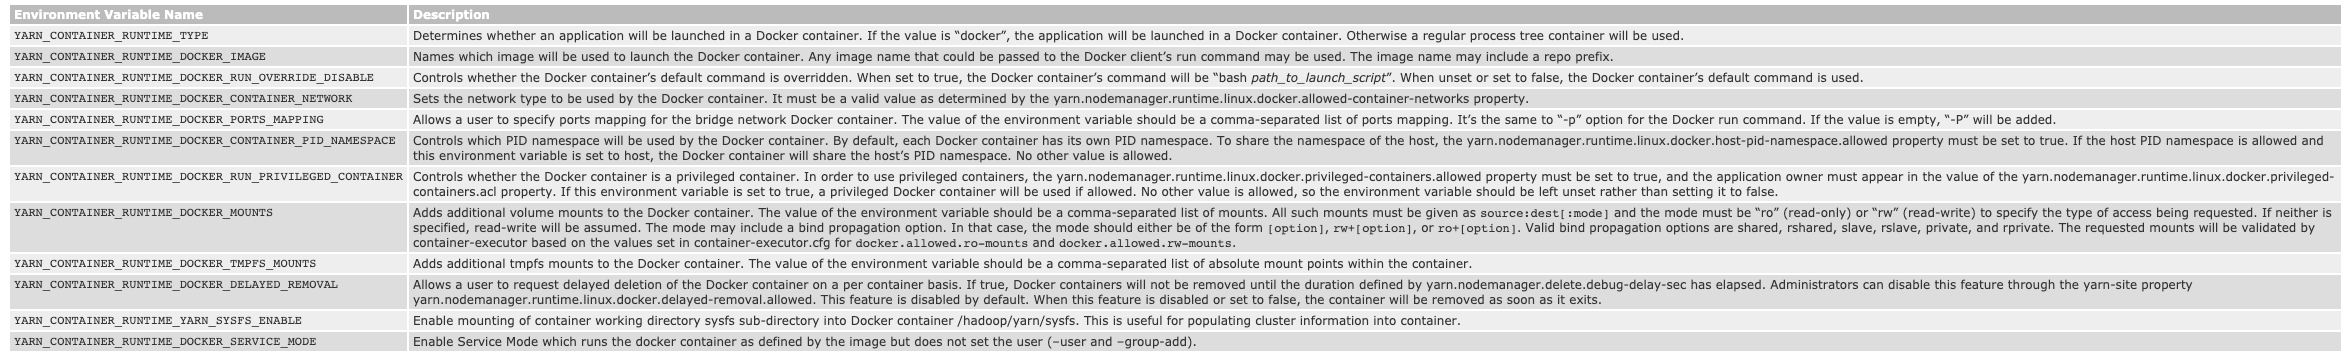 Environment Variable Name Description
YARN_CONTAINER_RUNTIME_TYPE Determines whether an application will be launched in a Docker container. If the value is “docker”, the application will be launched in a Docker container. Otherwise a regular process tree container will be used.
YARN_CONTAINER_RUNTIME_DOCKER_IMAGE Names which image will be used to launch the Docker container. Any image name that could be passed to the Docker client’s run command may be used. The image name may include a repo prefix.
YARN_CONTAINER_RUNTIME_DOCKER_RUN_OVERRIDE_DISABLE Controls whether the Docker container’s default command is overridden. When set to true, the Docker container’s command will be “bash path_to_launch_script”. When unset or set to false, the Docker container’s default command is used.
YARN_CONTAINER_RUNTIME_DOCKER_CONTAINER_NETWORK Sets the network type to be used by the Docker container. It must be a valid value as determined by the yarn.nodemanager.runtime.linux.docker.allowed-container-networks property.
YARN_CONTAINER_RUNTIME_DOCKER_PORTS_MAPPING Allows a user to specify ports mapping for the bridge network Docker container. The value of the environment variable should be a comma-separated list of ports mapping. It’s the same to “-p” option for the Docker run command. If the value is empty, “-P” will be added.
YARN_CONTAINER_RUNTIME_DOCKER_CONTAINER_PID_NAMESPACE Controls which PID namespace will be used by the Docker container. By default, each Docker container has its own PID namespace. To share the namespace of the host, the yarn.nodemanager.runtime.linux.docker.host-pid-namespace.allowed property must be set to true. If the host PID namespace is allowed and
this environment variable is set to host, the Docker container will share the host’s PID namespace. No other value is allowed.
YARN_CONTAINER_RUNTIME_DOCKER_RUN_PRIVILEGED_CONTAINER Controls whether the Docker container is a privileged container. In order to use privileged containers, the yarn.nodemanager.runtime.linux.docker.privileged-containers.allowed property must be set to true, and the application owner must appear in the value of the yarn.nodemanager.runtime.linux.docker.privileged-
containers.acl property. If this environment variable is set to true, a privileged Docker container will be used if allowed. No other value is allowed, so the environment variable should be left unset rather than setting it to false.
YARN_CONTAINER_RUNTIME_DOCKER_MOUNTS Adds additional volume mounts to the Docker container. The value of the environment variable should be a comma-separated list of mounts. All such mounts must be given as source:dest[:mode] and the mode must be “ro” (read-only) or “rw” (read-write) to specify the type of access being requested. If neither is
specified, read-write will be assumed. The mode may include a bind propagation option. In that case, the mode should either be of the form [option], rw+[option], or ro+[option]. Valid bind propagation options are shared, rshared, slave, rslave, private, and rprivate. The requested mounts will be validated by
container-executor based on the values set in container-executor.cfg for docker.allowed.ro-mounts and docker.allowed.rw-mounts.
YARN_CONTAINER_RUNTIME_DOCKER_TMPFS_MOUNTS Adds additional tmpfs mounts to the Docker container. The value of the environment variable should be a comma-separated list of absolute mount points within the container.
YARN_CONTAINER_RUNTIME_DOCKER_DELAYED_REMOVAL Allows a user to request delayed deletion of the Docker container on a per container basis. If true, Docker containers will not be removed until the duration defined by yarn.nodemanager.delete.debug-delay-sec has elapsed. Administrators can disable this feature through the yarn-site property
yarn.nodemanager.runtime.linux.docker.delayed-removal.allowed. This feature is disabled by default. When this feature is disabled or set to false, the container will be removed as soon as it exits.
YARN_CONTAINER_RUNTIME_YARN_SYSFS_ENABLE Enable mounting of container working directory sysfs sub-directory into Docker container /hadoop/yarn/sysfs. This is useful for populating cluster information into container.
YARN_CONTAINER_RUNTIME_DOCKER_SERVICE_MODE Enable Service Mode which runs the docker container as defined by the image but does not set the user (–user and –group-add).